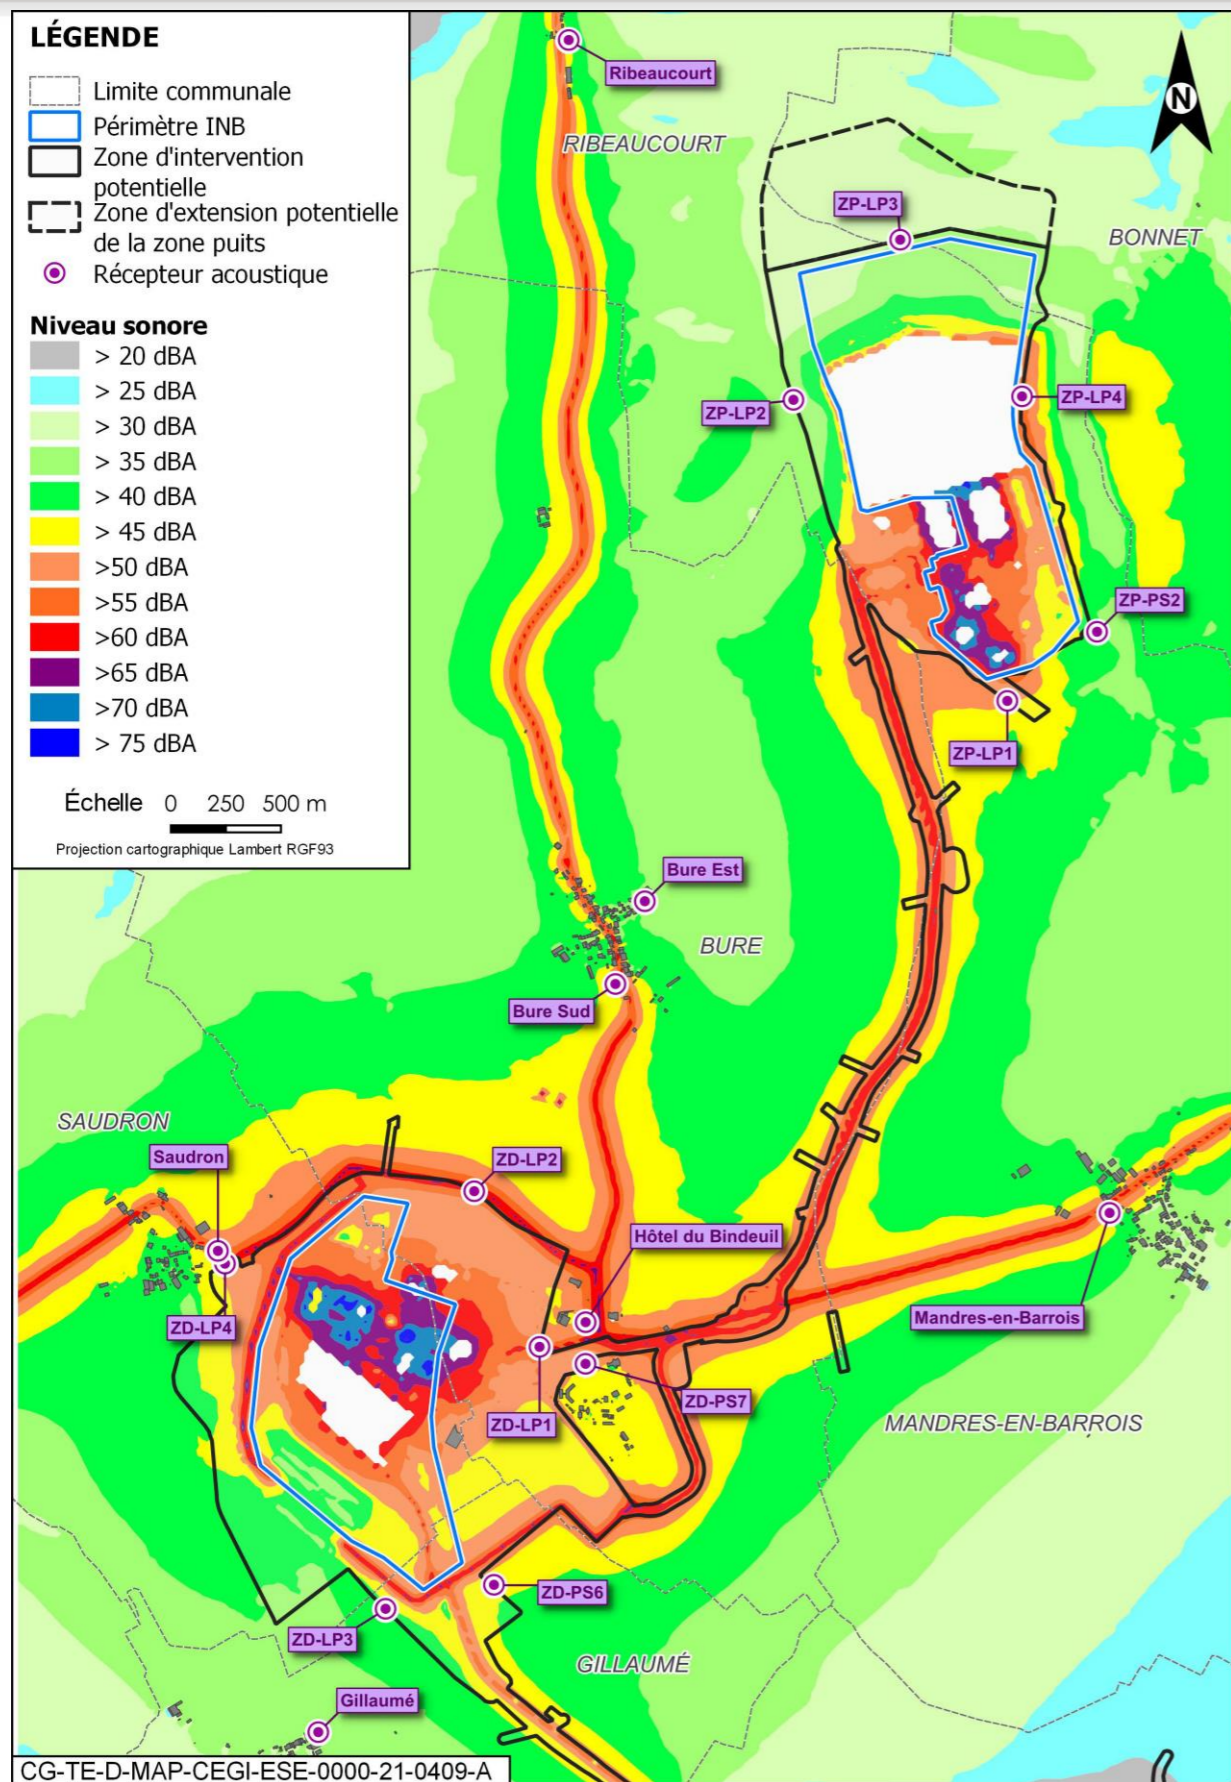 LÉGENDE
Limite communale
Périmètre INB
Zone d'intervention
potentielle
Zone d'extension potentielle
de la zone puits
Récepteur acoustique
Niveau sonore
> 20 dBA
> 25 dBA
> 30 dBA
> 35 dBA
> 40 dBA
> 45 dBA
>50 dBA
>55 dBA
>60 dBA
>65 dBA
>70 dBA
> 75 dBA
Échelle 0 250 500 m
Projection cartographique Lambert RGF93
N
Ribeaucourt
RIBEAUCOURT
ZP-LP3
BONNET
ZP-LP2
ZP-LP4
ZP-PS2
ZP-LP1
Bure Est
BURE
Bure Sud
SAUDRON
Saudron
ZD-LP2
Hôtel du Bindeuil
Mandres-en-Barrois
ZD-LP4
ZD-PS7
ZD-LP1
MANDRES-EN-BARROIS
ZD-PS6
ZD-LP3
GILLAUMÉ
Gillaumé
CG-TE-D-MAP-CEGI-ESE-0000-21-0409-A